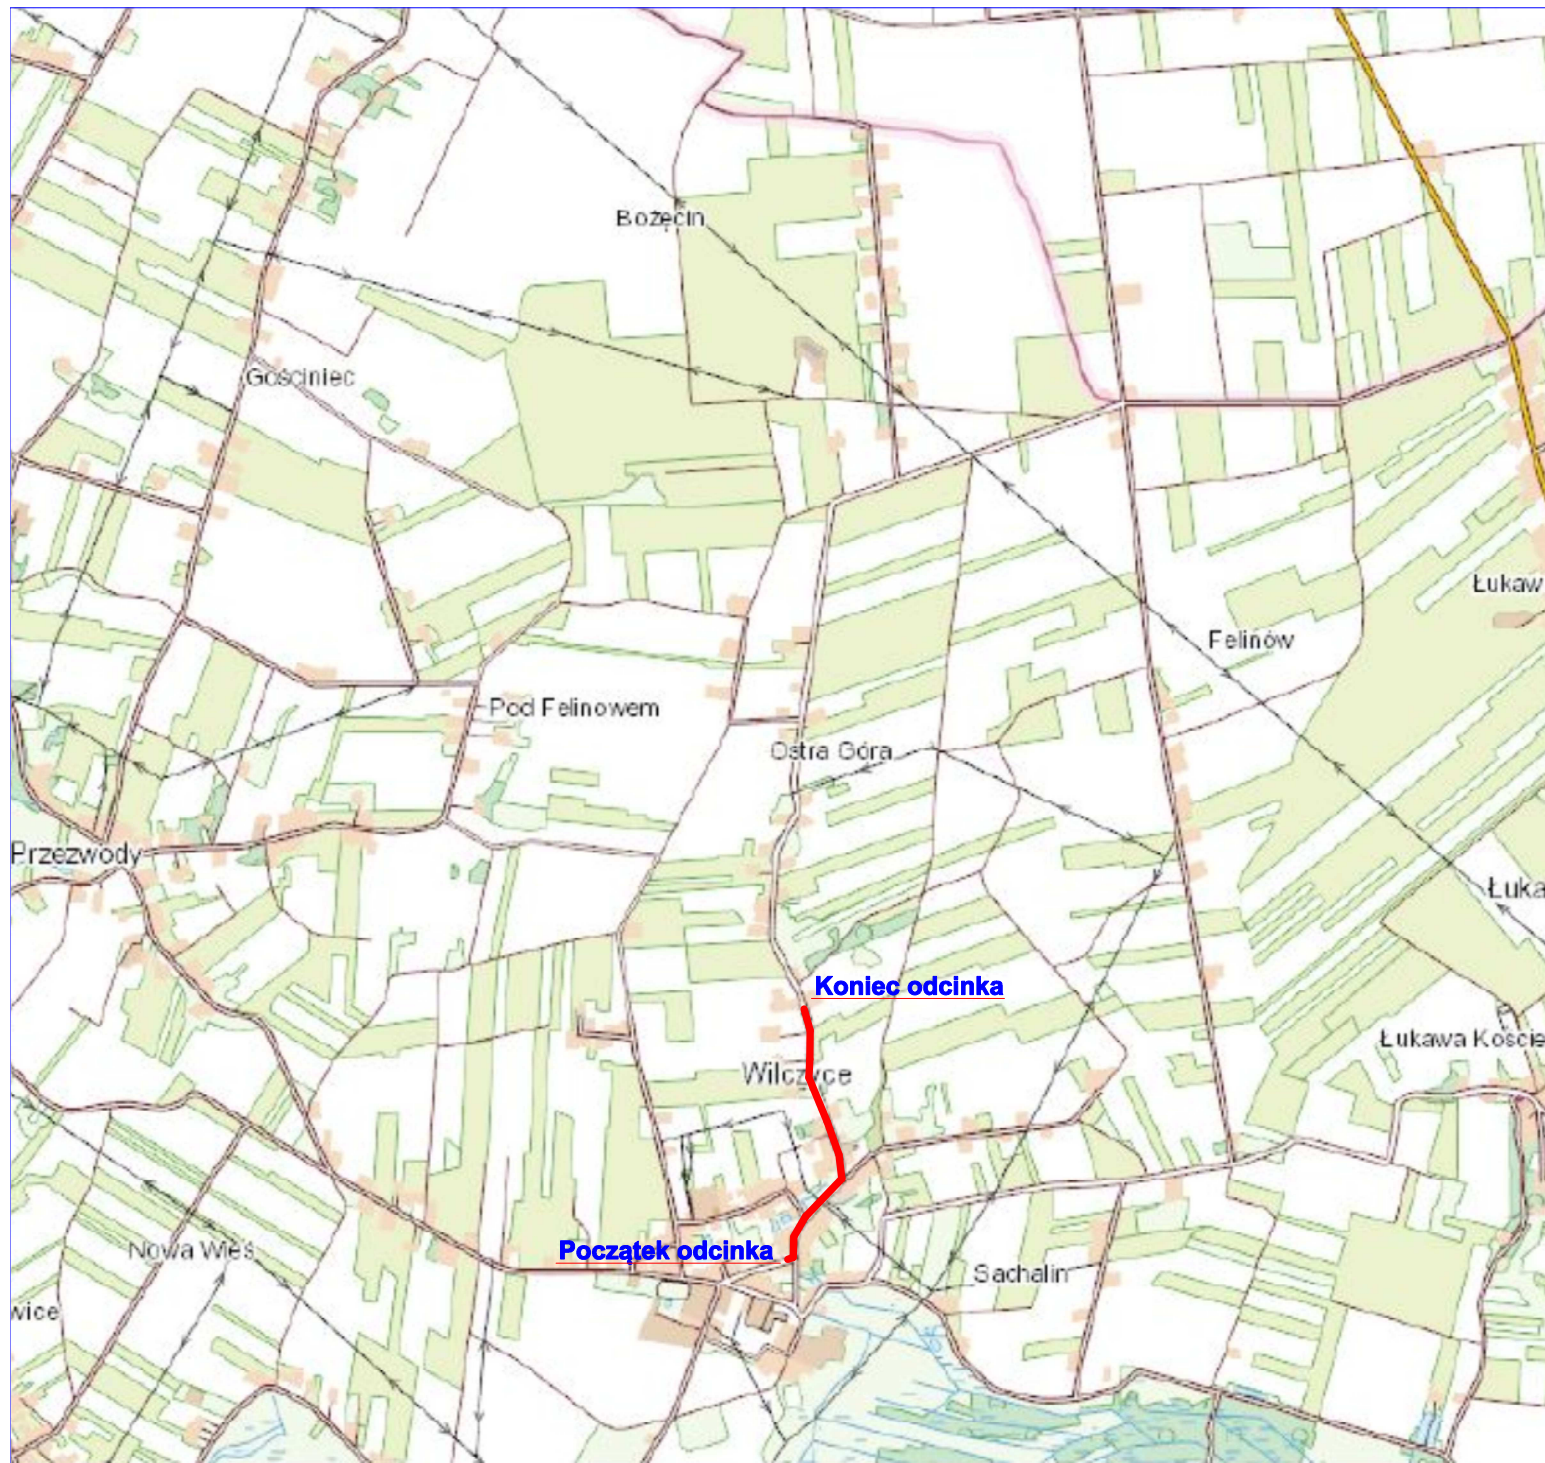 Bożęcin
Gościniec
Łukaw
Felinów
Pod Felinowem
Ostra Góra
Przezwody
Łuka
Koniec odcinka
Łukawa Koście
Wilczyce
Początek odcinka
Nowa Wieś
Sachalin
wice